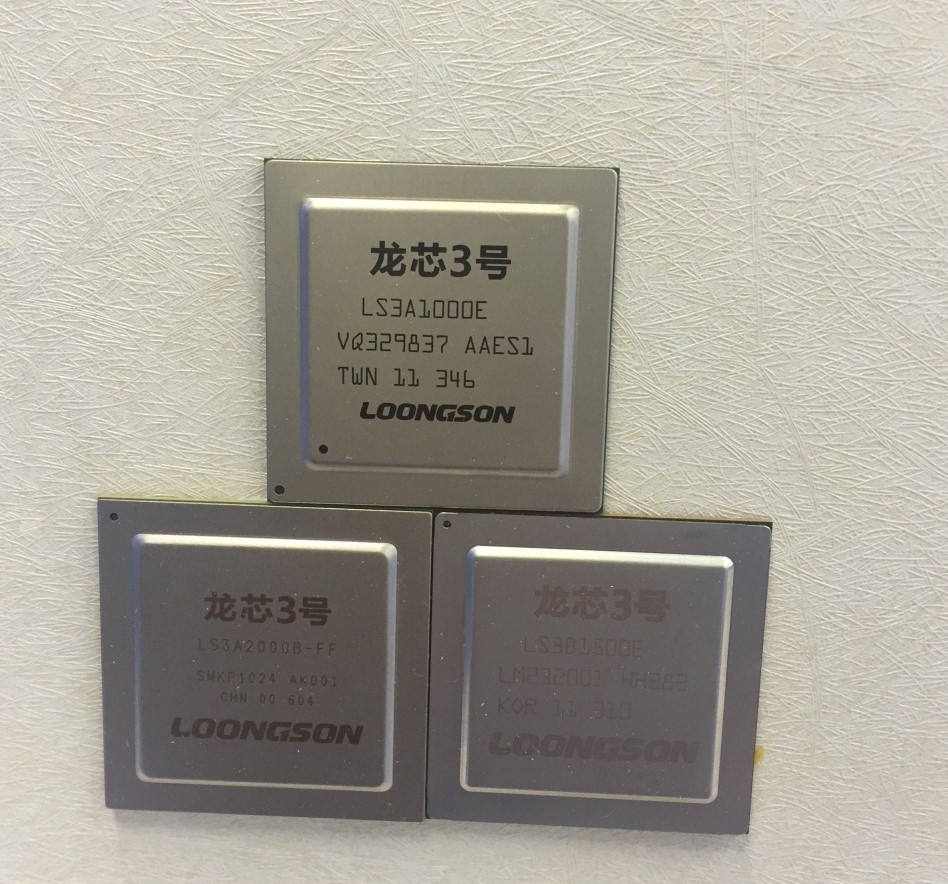 龙芯3号
LS3A1000E
VQ329837 AAES1
TWN 11 346
LOONGSON
龙芯3号
LS3A2000B-FF
SMKP1024 AK001
CHN 00 604
LOONGSON
龙芯3号
LS3B1500E
LM232001 HH282
KOR 11 310
LOONGSON